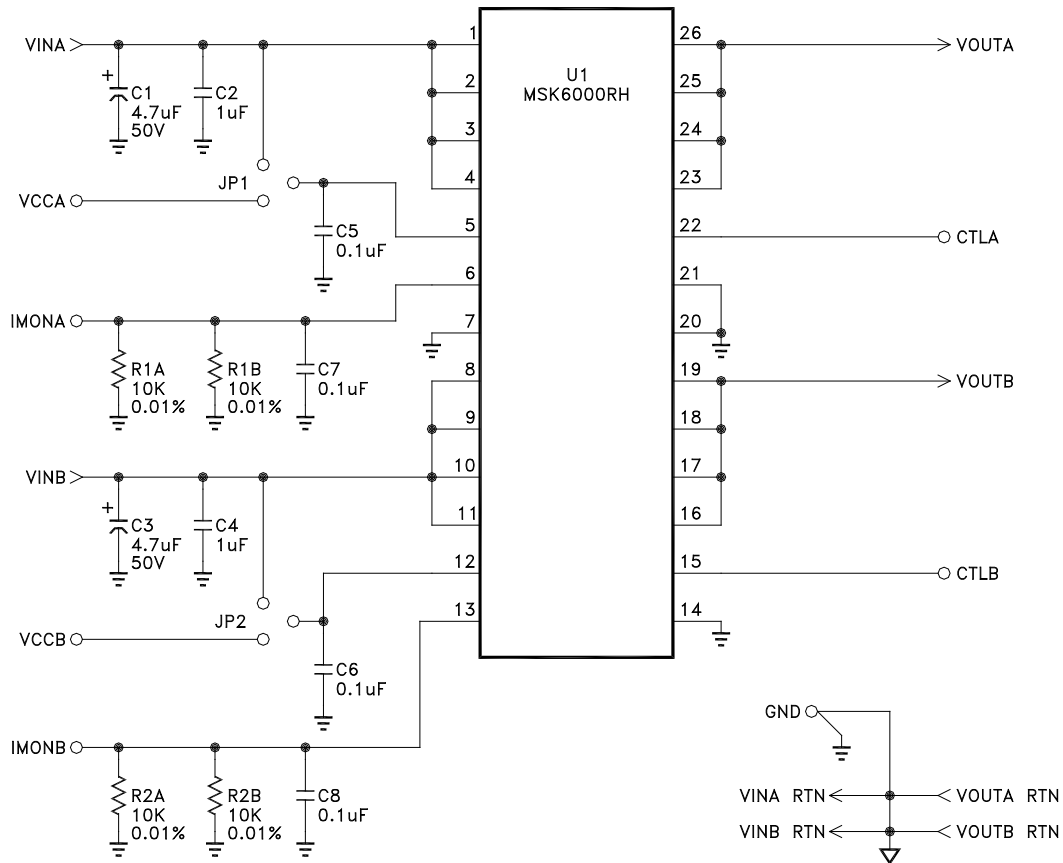 VINA
+
C1
4.7uF
50V
C2
1uF
1
2
3
4
5
6
7
8
9
10
11
12
13
U1
MSK6000RH
26
25
24
23
22
21
20
19
18
17
16
15
14
VOUTA
JP1
VCCA
C5
0.1uF
CTLA
IMONA
R1A
10K
0.01%
R1B
10K
0.01%
C7
0.1uF
VOUTB
VINB
+
C3
4.7uF
50V
C4
1uF
CTLB
JP2
VCCB
C6
0.1uF
IMONB
R2A
10K
0.01%
R2B
10K
0.01%
C8
0.1uF
GND
VINA RTN
VOUTA RTN
VINB RTN
VOUTB RTN